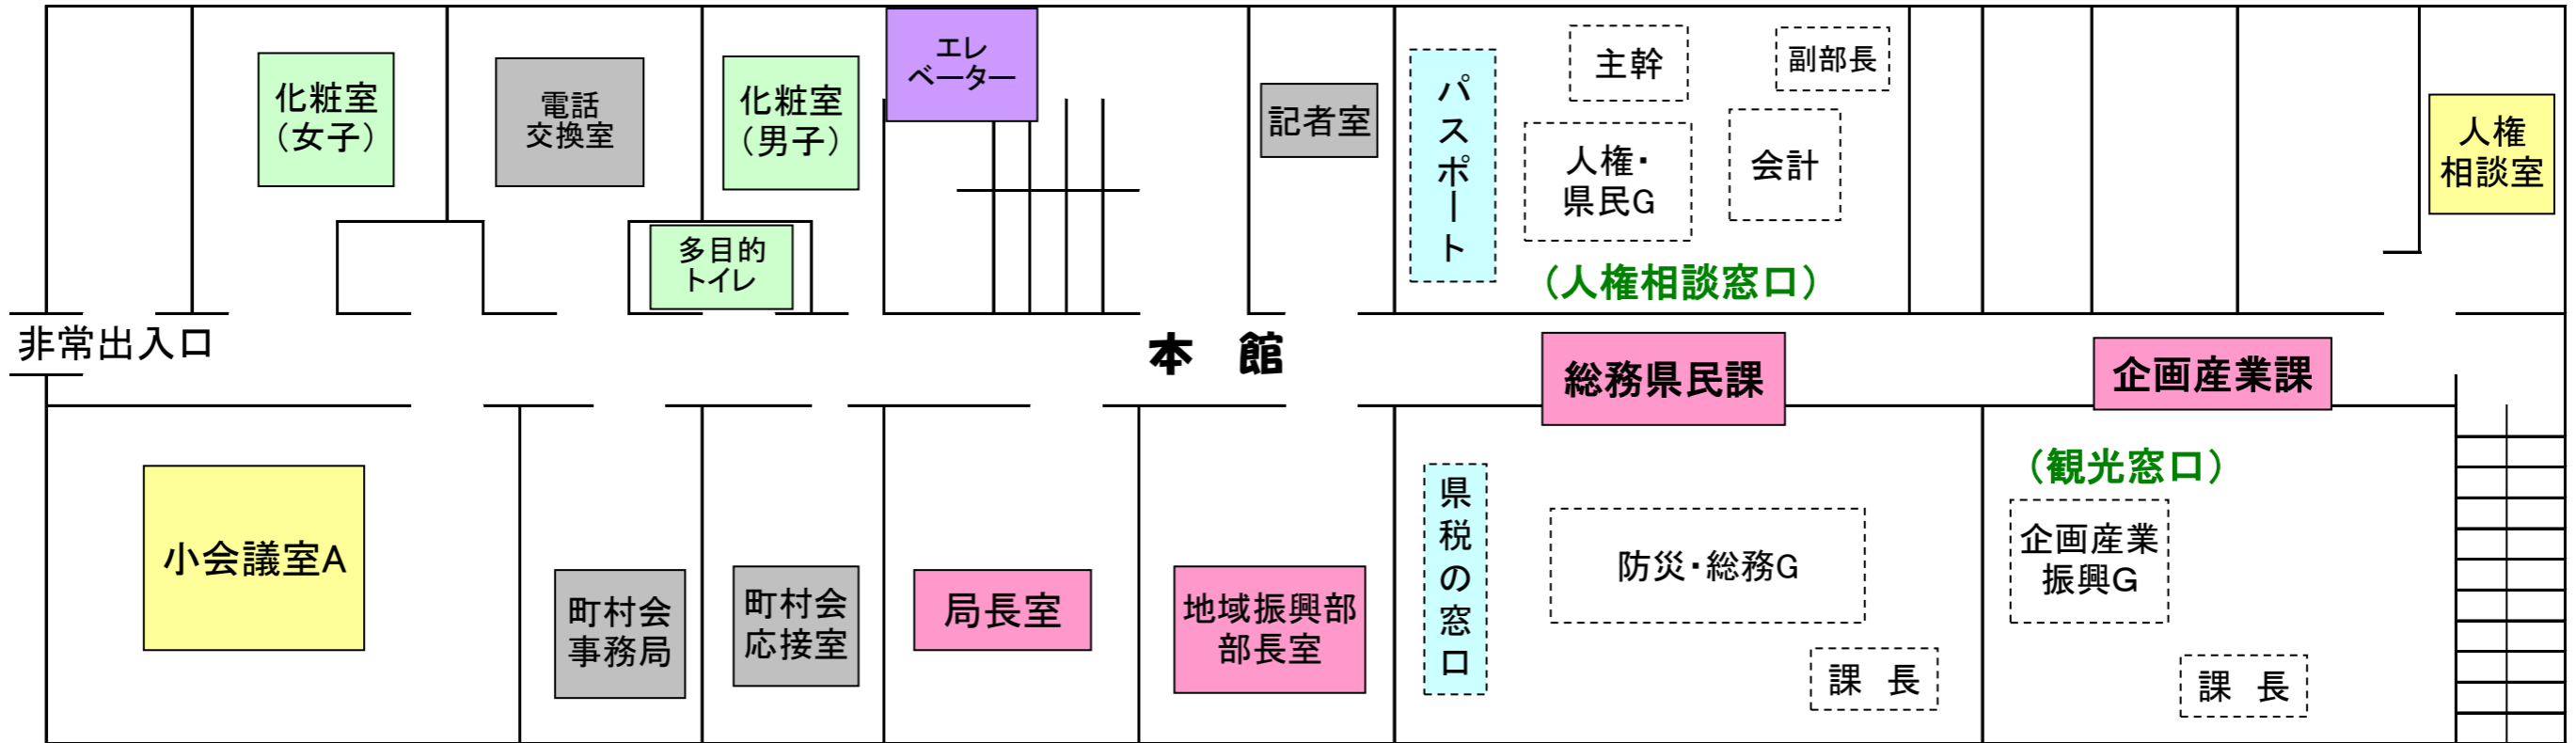 化粧室
（女子）
電話
交換室
化粧室
（男子）
多目的
トイレ
エレ
ベーター
記者室
パスポート
主幹
副部長
人権・
県民G
会計
（人権相談窓口）
人権
相談室
非常出入口
本　館
総務県民課
企画産業課
小会議室A
町村会
事務局
町村会
応接室
局長室
地域振興部
部長室
県税の窓口
防災・総務G
課　長
（観光窓口）
企画産業
振興G
課　長